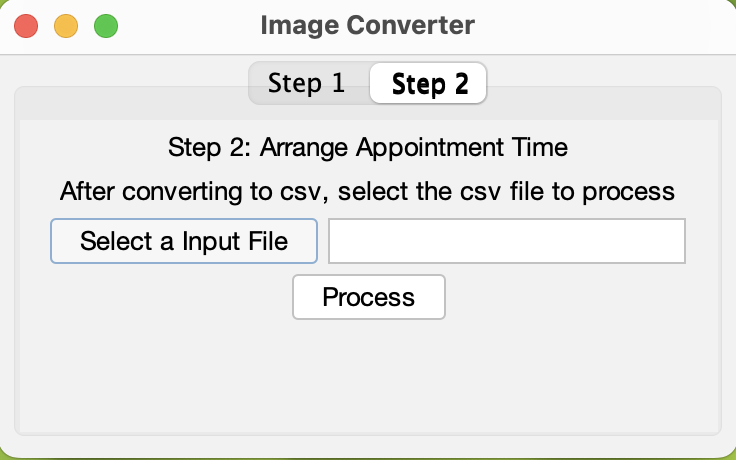 Image Converter
Step 1 Step 2
Step 2: Arrange Appointment Time
After converting to csv, select the csv file to process
Select a Input File
Process